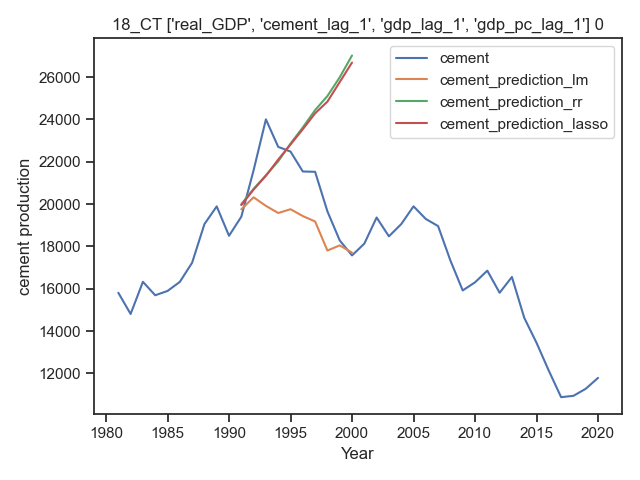 18_CT ['real_GDP', 'cement_lag_1', 'gdp_lag_1', 'gdp_pc_lag_1'] 0
cement
cement_prediction_lm
cement_prediction_rr
cement_prediction_lasso
cement production
26000
24000
22000
20000
18000
16000
14000
12000
1980 1985 1990 1995 2000 2005 2010 2015 2020
Year